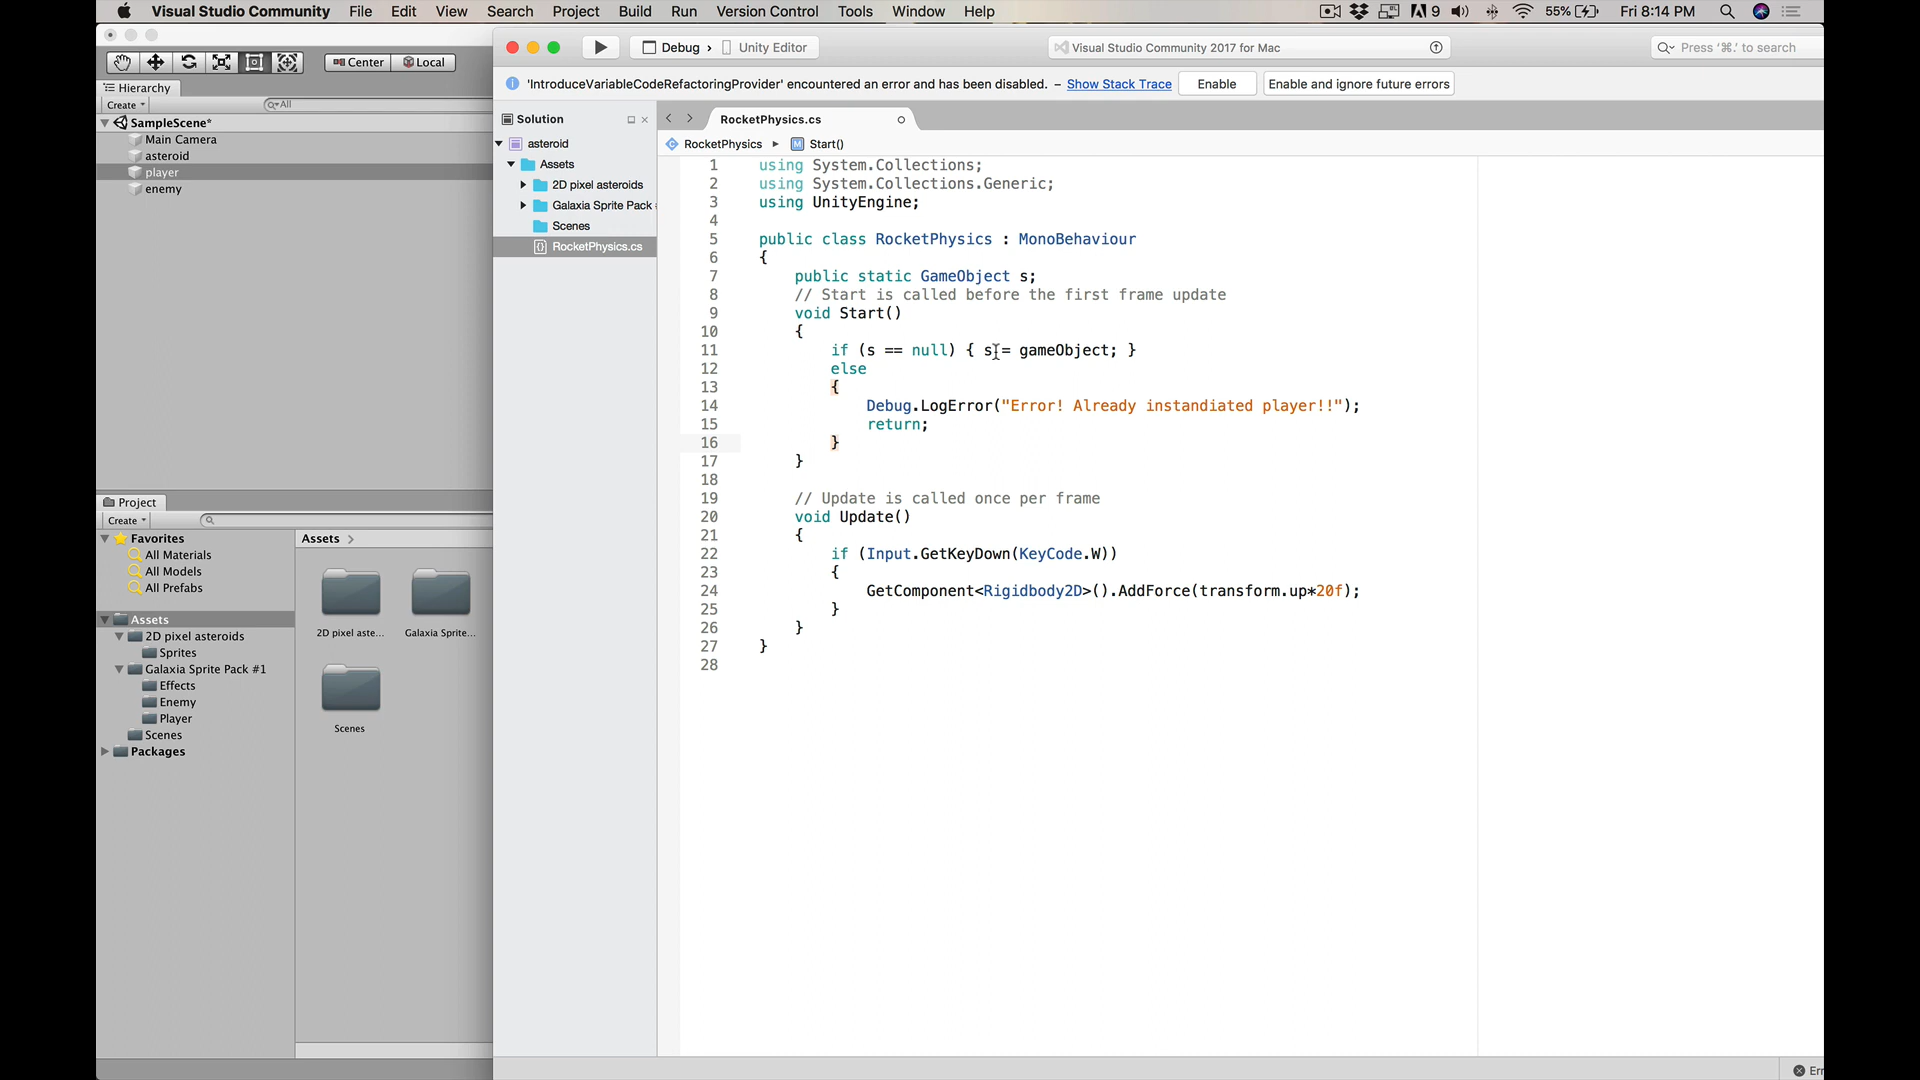 Visual Studio Community File Edit View Search Project Build Run Version Control Tools Window Help 9 55% Fri 8:14 PM
Center Local
Debug › Unity Editor
Visual Studio Community 2017 for Mac
Press '⌘.' to search
'IntroduceVariableCodeRefactoringProvider' encountered an error and has been disabled. – Show Stack Trace Enable Enable and ignore future errors
Hierarchy
Create All
SampleScene*
Main Camera
asteroid
player
enemy
Solution
asteroid
Assets
2D pixel asteroids
Galaxia Sprite Pack
Scenes
RocketPhysics.cs
RocketPhysics.cs
RocketPhysics Start()
1 using System.Collections;
2 using System.Collections.Generic;
3 using UnityEngine;
4
5 public class RocketPhysics : MonoBehaviour
6 {
7 public static GameObject s;
8 // Start is called before the first frame update
9 void Start()
10 {
11 if (s == null) { s = gameObject; }
12 else
13 {
14 Debug.LogError("Error! Already instandiated player!!");
15 return;
16 }
17 }
18
19 // Update is called once per frame
20 void Update()
21 {
22 if (Input.GetKeyDown(KeyCode.W))
23 {
24 GetComponent<Rigidbody2D>().AddForce(transform.up*20f);
25 }
26 }
27 }
28
Project
Create
Favorites
All Materials
All Models
All Prefabs
Assets
2D pixel asteroids
Sprites
Galaxia Sprite Pack #1
Effects
Enemy
Player
Scenes
Packages
Assets
2D pixel aste...
Galaxia Sprite...
Scenes
Err